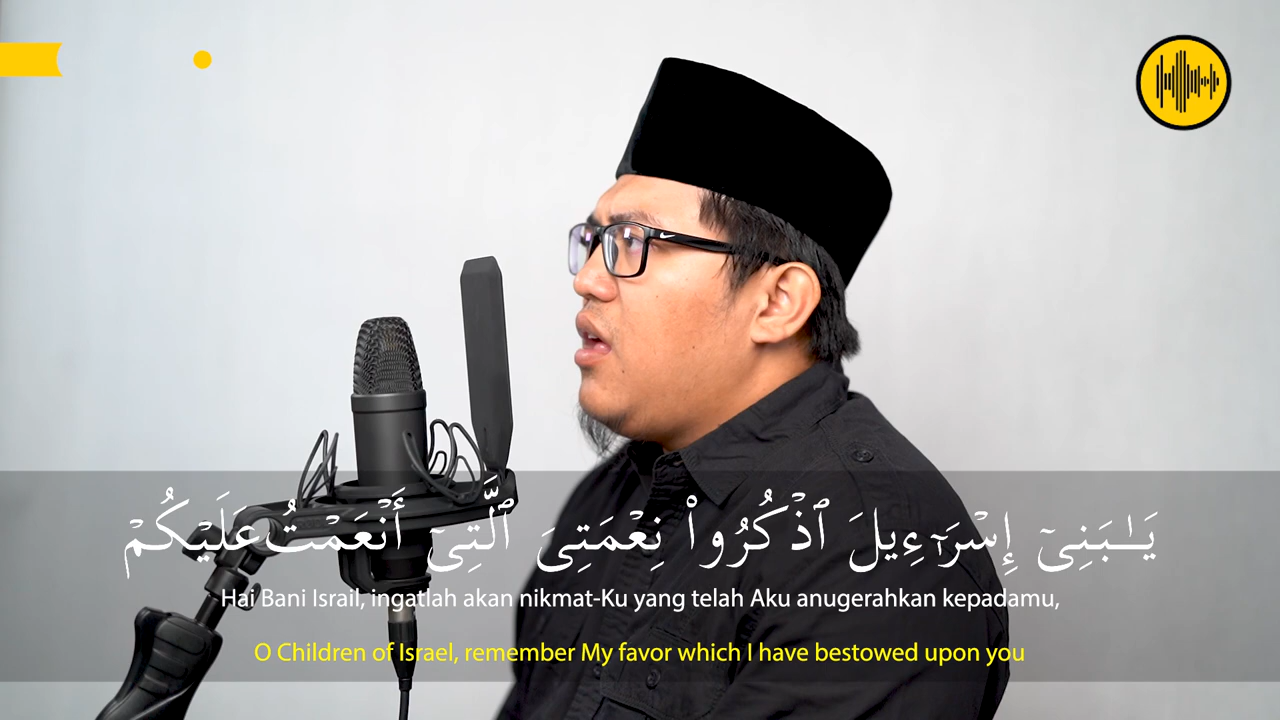 يَـٰبَنِىٓ إِسْرَٰٓءِيلَ ٱذْكُرُوا۟ نِعْمَتِىَ ٱلَّتِىٓ أَنْعَمْتُ عَلَيْكُمْ
Hai Bani Israil, ingatlah akan nikmat-Ku yang telah Aku anugerahkan kepadamu,
O Children of Israel, remember My favor which I have bestowed upon you